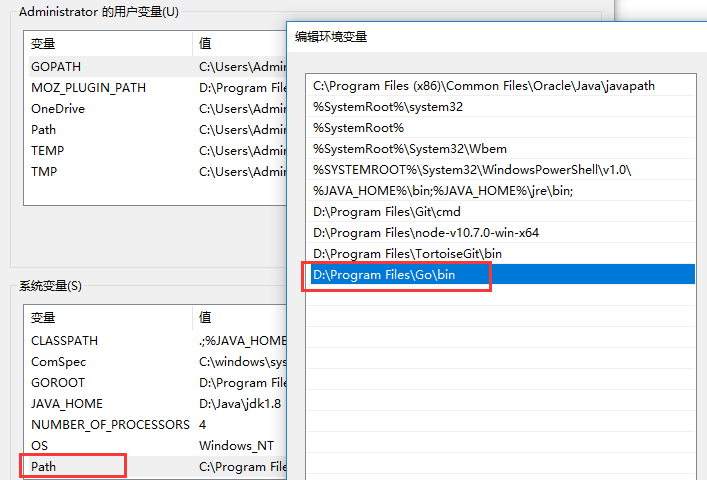 Administrator 的用户变量(U)
变量 值
GOPATH C:\Users\Admi
MOZ_PLUGIN_PATH D:\Program File
OneDrive C:\Users\Admi
Path C:\Users\Admi
TEMP C:\Users\Admi
TMP C:\Users\Admi
系统变量(S)
变量 值
CLASSPATH .;%JAVA_HOME
ComSpec C:\windows\sys
GOROOT D:\Program File
JAVA_HOME D:\Java\jdk1.8
NUMBER_OF_PROCESSORS 4
OS Windows_NT
Path C:\Program File
编辑环境变量
C:\Program Files (x86)\Common Files\Oracle\Java\javapath
%SystemRoot%\system32
%SystemRoot%
%SystemRoot%\System32\Wbem
%SYSTEMROOT%\System32\WindowsPowerShell\v1.0\
%JAVA_HOME%\bin;%JAVA_HOME%\jre\bin;
D:\Program Files\Git\cmd
D:\Program Files\node-v10.7.0-win-x64
D:\Program Files\TortoiseGit\bin
D:\Program Files\Go\bin